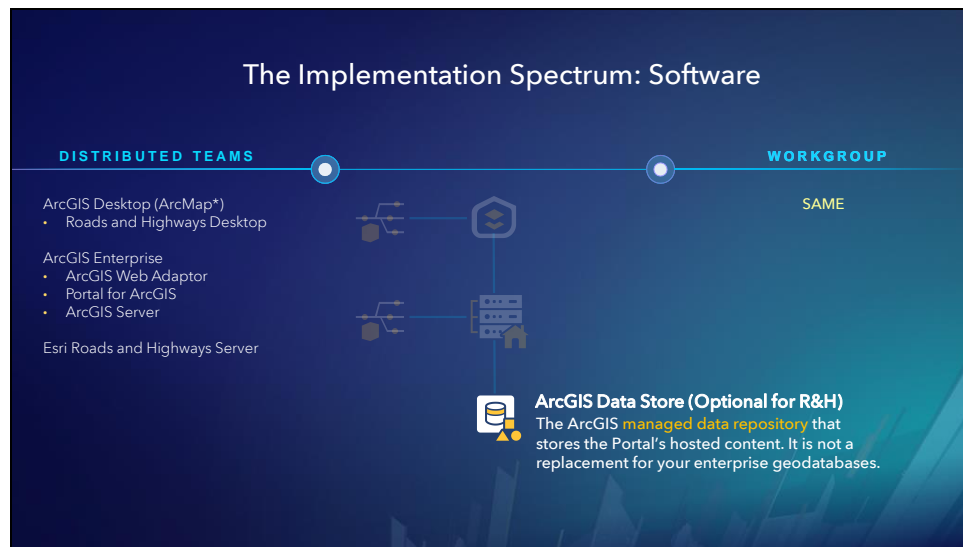 The Implementation Spectrum: Software
DISTRIBUTED TEAMS
WORKGROUP
ArcGIS Desktop (ArcMap*)
• Roads and Highways Desktop
SAME
ArcGIS Enterprise
• ArcGIS Web Adaptor
• Portal for ArcGIS
• ArcGIS Server
Esri Roads and Highways Server
ArcGIS Data Store (Optional for R&H)
The ArcGIS managed data repository that
stores the Portal's hosted content. It is not a
replacement for your enterprise geodatabases.